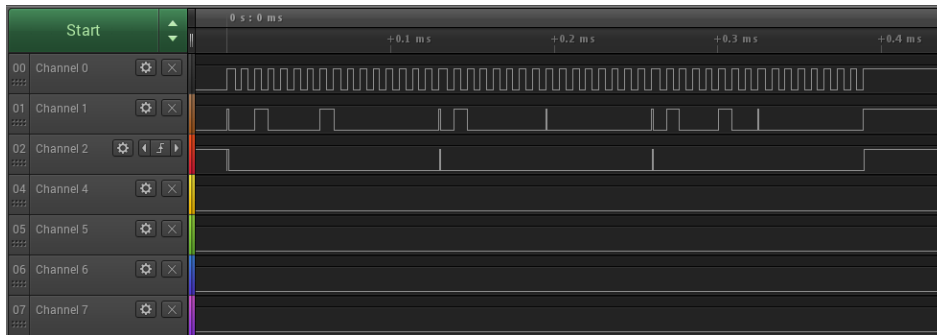 Start
0 s : 0 ms
+0.1 ms
+0.2 ms
+0.3 ms
+0.4 ms
00 Channel 0
01 Channel 1
02 Channel 2
04 Channel 4
05 Channel 5
06 Channel 6
07 Channel 7